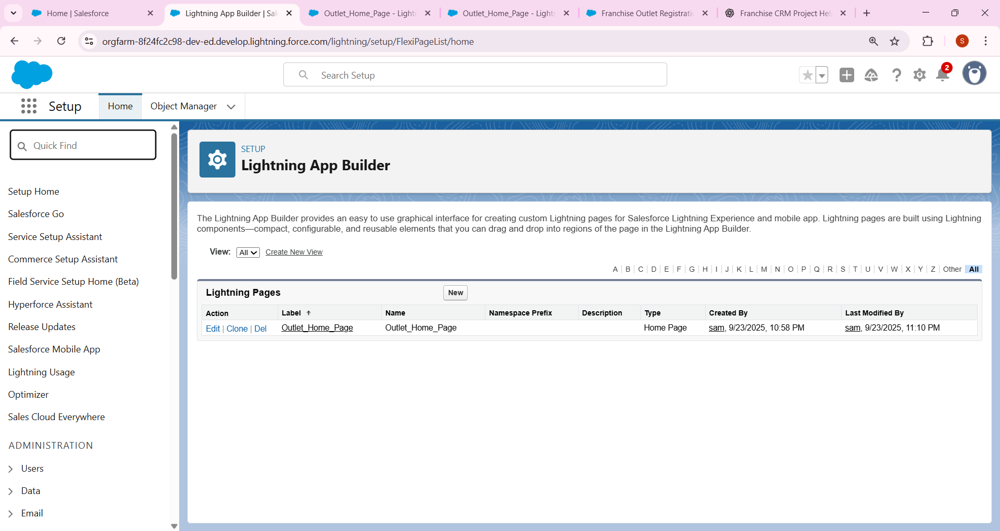 Home | Salesforce
Lightning App Builder | Sal
Outlet_Home_Page - Light
Outlet_Home_Page - Light
Franchise Outlet Registrati
Franchise CRM Project Hel
orgfarm-8f24fc2c98-dev-ed.develop.lightning.force.com/lightning/setup/FlexiPageList/home
S
Search Setup
2
Setup
Home
Object Manager
Quick Find
Setup Home
Salesforce Go
Service Setup Assistant
Commerce Setup Assistant
Field Service Setup Home (Beta)
Hyperforce Assistant
Release Updates
Salesforce Mobile App
Lightning Usage
Optimizer
Sales Cloud Everywhere
ADMINISTRATION
Users
Data
Email
SETUP
Lightning App Builder
The Lightning App Builder provides an easy to use graphical interface for creating custom Lightning pages for Salesforce Lightning Experience and mobile app. Lightning pages are built using Lightning
components—compact, configurable, and reusable elements that you can drag and drop into regions of the page in the Lightning App Builder.
View: All Create New View
A | B | C | D | E | F | G | H | I | J | K | L | M | N | O | P | Q | R | S | T | U | V | W | X | Y | Z | Other All
Lightning Pages New
Action Label Name Namespace Prefix Description Type Created By Last Modified By
Edit | Clone | Del Outlet_Home_Page Outlet_Home_Page Home Page sam, 9/23/2025, 10:58 PM sam, 9/23/2025, 11:10 PM